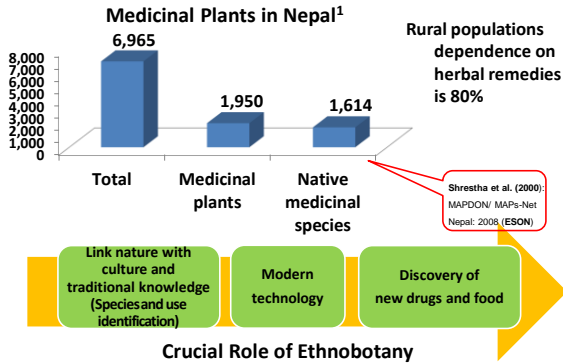 Medicinal Plants in Nepal1
Rural populations
dependence on
herbal remedies
is 80%
8,000
7,000
6,000
5,000
4,000
3,000
2,000
1,000
0
6,965
1,950
1,614
Total
Medicinal
plants
Native
medicinal
species
Shrestha et al. (2000):
MAPDON/ MAPs-Net
Nepal: 2008 (ESON)
Link nature with
culture and
traditional knowledge
(Species and use
identification)
Modern
technology
Discovery of
new drugs and food
Crucial Role of Ethnobotany